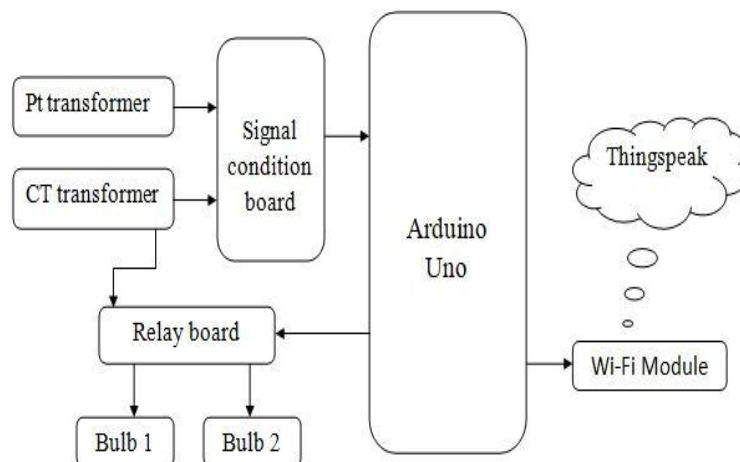 Pt transformer
CT transformer
Signal
condition
board
Arduino
Uno
Thingspeak
Relay board
Wi-Fi Module
Bulb 1
Bulb 2